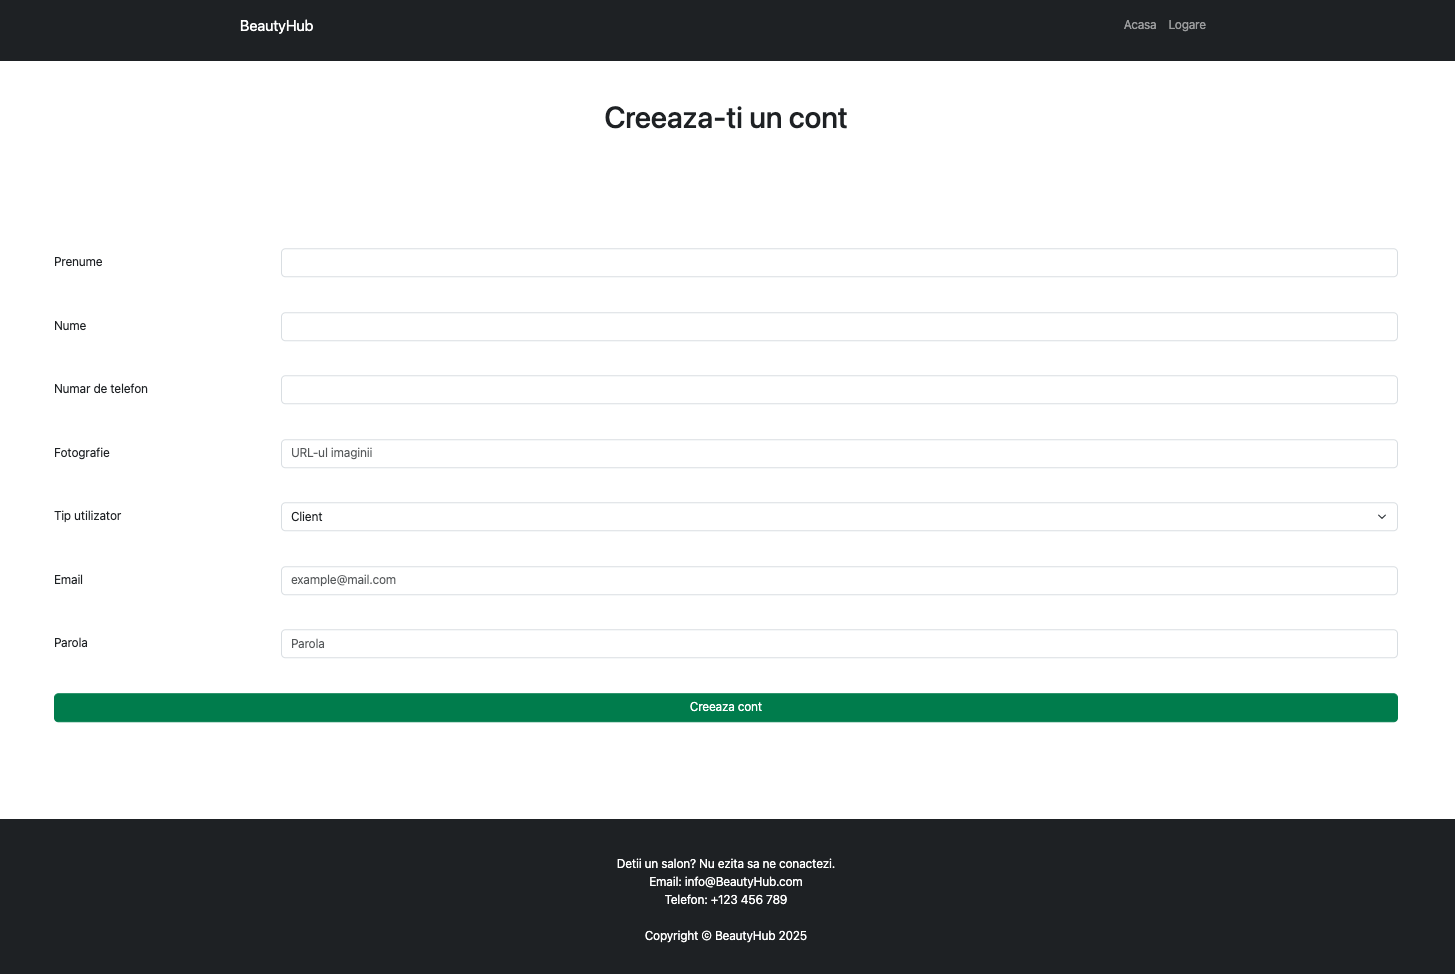 BeautyHub
Acasa Logare
Creeaza-ti un cont
Prenume
Nume
Numar de telefon
Fotografie URL-ul imaginii
Tip utilizator Client
Email example@mail.com
Parola Parola
Creeaza cont
Detii un salon? Nu ezita sa ne conactezi.
Email: info@BeautyHub.com
Telefon: +123 456 789
Copyright © BeautyHub 2025